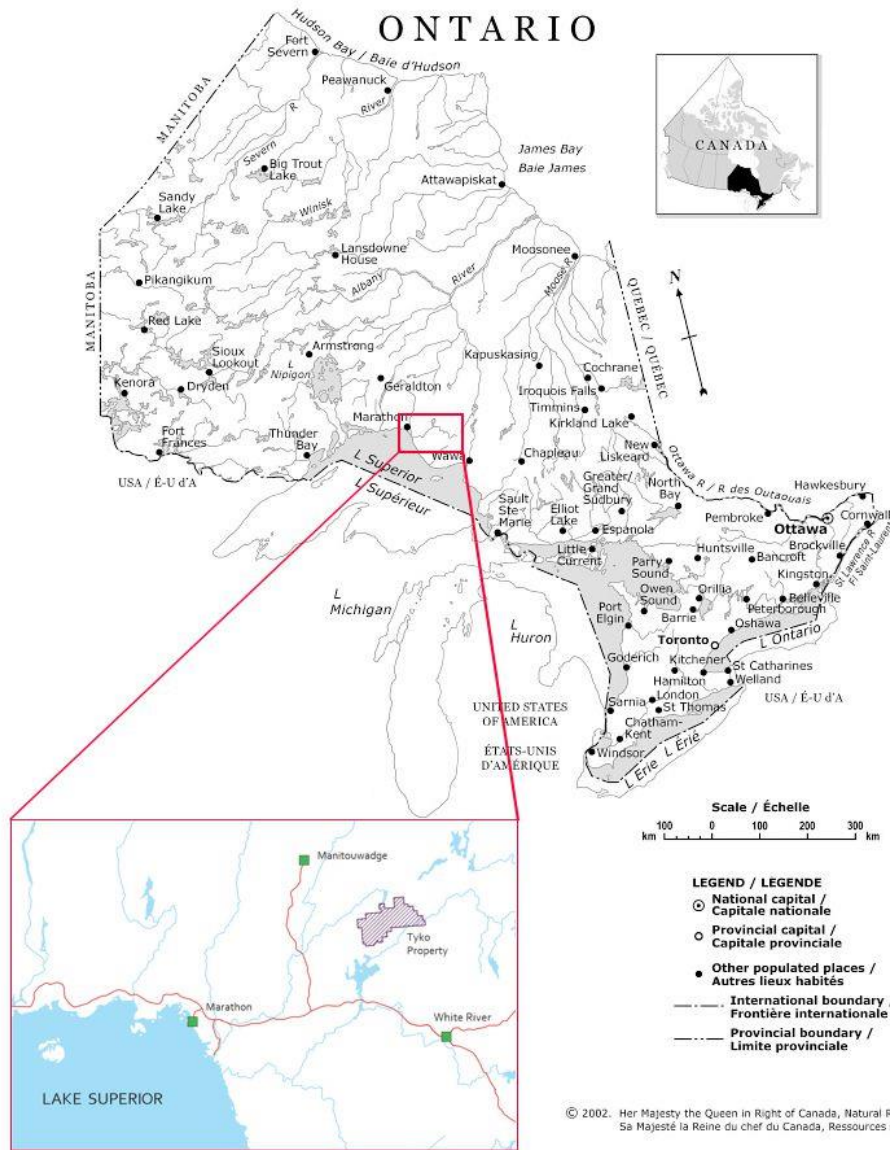 ONTARIO
Hudson Bay / Baie d'Hudson
Fort
Severn
Peawanuck
River
MANITOBA
R
Severn
Big Trout
Lake
James Bay
Baie James
Attawapiskat
CANADA
Sandy
Lake
Winisk
Lansdowne
House
Moosonee
River
Moose R
Albany
Pikangikum
N
MANITOBA
QUEBEC / QUÉBEC
Red Lake
Sioux
Lookout
Armstrong
L
Nipigon
Kapuskasing
Cochrane
Kenora
Dryden
Geraldton
Iroquois Falls
Timmins
Marathon
Kirkland Lake
Fort
Frances
Thunder
Bay
Wawa
Chapleau
New
Liskeard
Ottawa R / R des Outaouais
USA / É-U d'A
L Superior
L Supérieur
Greater/
Grand
Sudbury
North
Bay
Hawkesbury
Sault
Ste
Marie
Elliot
Lake
Espanola
Pembroke
Ottawa
Cornwall
Little
Current
Huntsville
Bancroft
Brockville
St Lawrence R
Fl Saint-Laurent
Parry
Sound
Kingston
L
Michigan
Owen
Sound
Orillia
Belleville
Port
Elgin
Barrie
Peterborough
L
Huron
Toronto
Oshawa
L Ontario
Goderich
Kitchener
St Catharines
Hamilton
Welland
USA / É-U d'A
UNITED STATES
OF AMERICA
Sarnia
London
St Thomas
Chatham-
Kent
ÉTATS-UNIS
D'AMÉRIQUE
Windsor
L Erie L Érié
Scale / Échelle
100 0 100 200 300
km km
Manitouwadge
Tyko
Property
Marathon
White River
LAKE SUPERIOR
LEGEND / LÉGENDE
National capital /
Capitale nationale
Provincial capital /
Capitale provinciale
Other populated places /
Autres lieux habités
International boundary /
Frontière internationale
Provincial boundary /
Limite provinciale
© 2002. Her Majesty the Queen in Right of Canada, Natural R
Sa Majesté la Reine du chef du Canada, Ressources